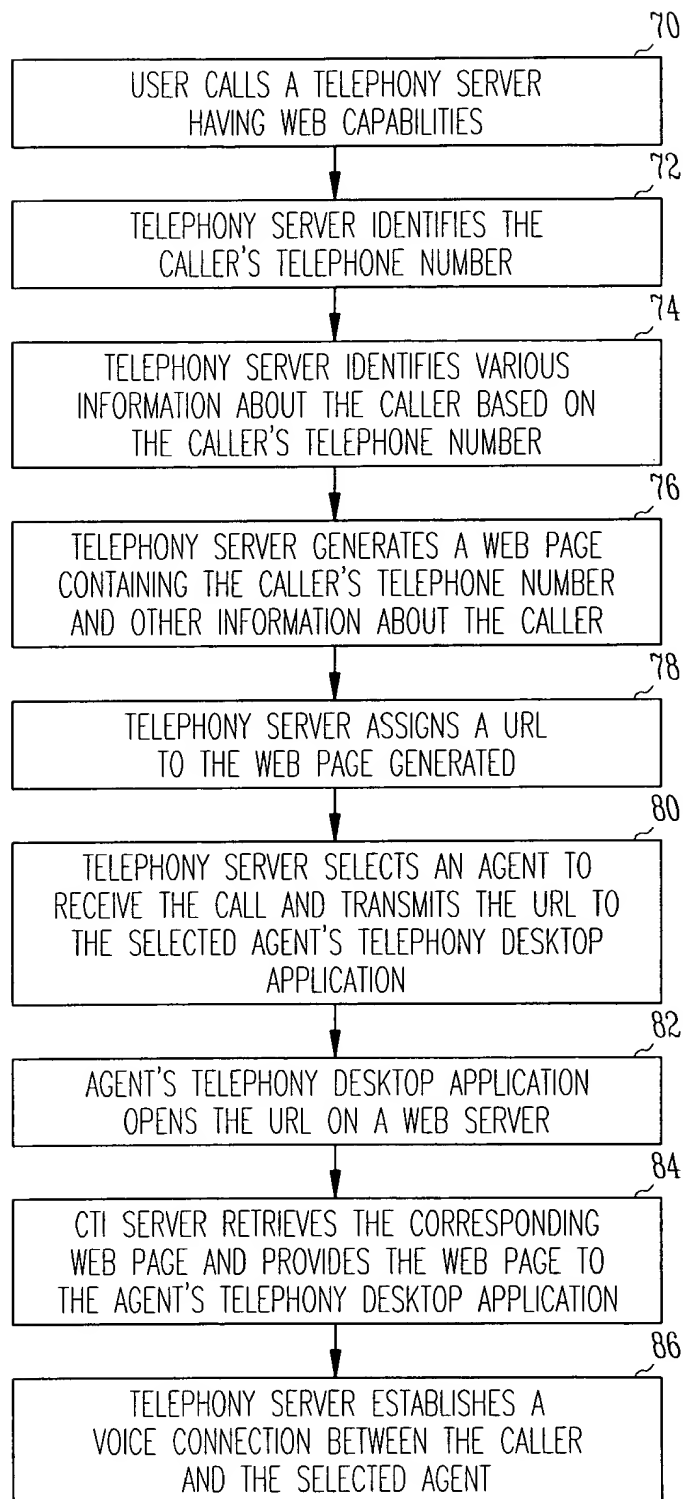 70
USER CALLS A TELEPHONY SERVER
HAVING WEB CAPABILITIES
72
TELEPHONY SERVER IDENTIFIES THE
CALLER'S TELEPHONE NUMBER
74
TELEPHONY SERVER IDENTIFIES VARIOUS
INFORMATION ABOUT THE CALLER BASED ON
THE CALLER'S TELEPHONE NUMBER
76
TELEPHONY SERVER GENERATES A WEB PAGE
CONTAINING THE CALLER'S TELEPHONE NUMBER
AND OTHER INFORMATION ABOUT THE CALLER
78
TELEPHONY SERVER ASSIGNS A URL
TO THE WEB PAGE GENERATED
80
TELEPHONY SERVER SELECTS AN AGENT TO
RECEIVE THE CALL AND TRANSMITS THE URL TO
THE SELECTED AGENT'S TELEPHONY DESKTOP
APPLICATION
82
AGENT'S TELEPHONY DESKTOP APPLICATION
OPENS THE URL ON A WEB SERVER
84
CTI SERVER RETRIEVES THE CORRESPONDING
WEB PAGE AND PROVIDES THE WEB PAGE TO
THE AGENT'S TELEPHONY DESKTOP APPLICATION
86
TELEPHONY SERVER ESTABLISHES A
VOICE CONNECTION BETWEEN THE CALLER
AND THE SELECTED AGENT